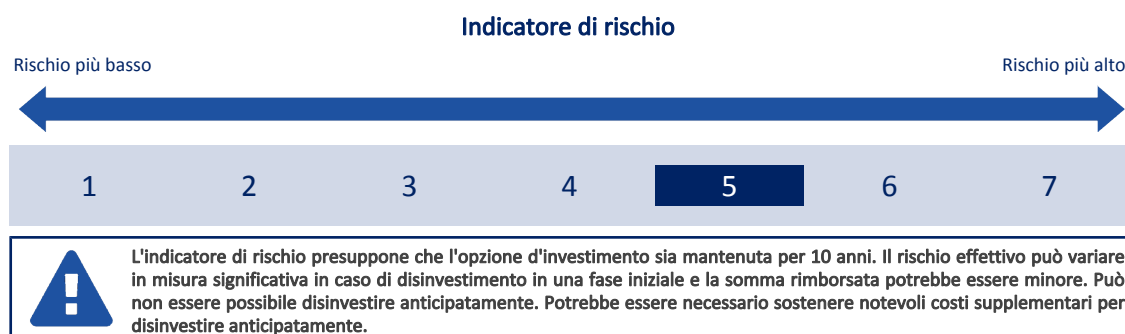 Indicatore di rischio
Rischio più basso
Rischio più alto
1 2 3 4 5 6 7
L'indicatore di rischio presuppone che l'opzione d'investimento sia mantenuta per 10 anni. Il rischio effettivo può variare
in misura significativa in caso di disinvestimento in una fase iniziale e la somma rimborsata potrebbe essere minore. Può
non essere possibile disinvestire anticipatamente. Potrebbe essere necessario sostenere notevoli costi supplementari per
disinvestire anticipatamente.